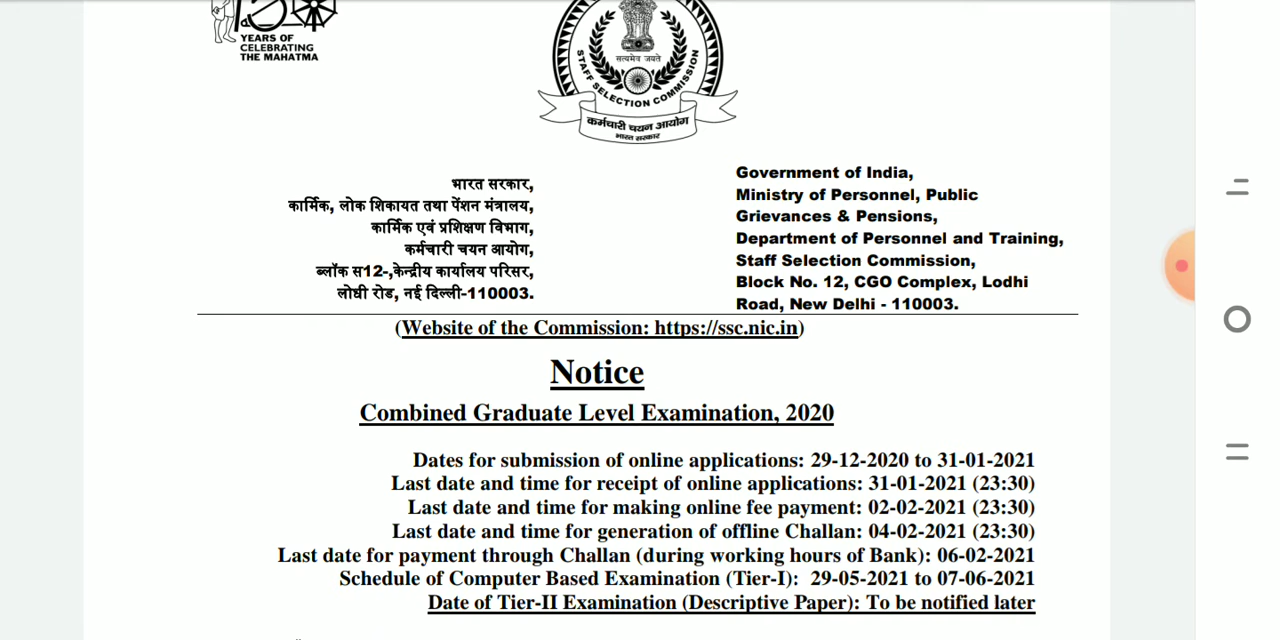 YEARS OF
CELEBRATING
THE MAHATMA
सत्यमेव जयते
STAFF SELECTION COMMISSION
कर्मचारी चयन आयोग
भारत सरकार
भारत सरकार,
कार्मिक, लोक शिकायत तथा पेंशन मंत्रालय,
कार्मिक एवं प्रशिक्षण विभाग,
कर्मचारी चयन आयोग,
ब्लॉक स12-,केन्द्रीय कार्यालय परिसर,
लोधी रोड, नई दिल्ली-110003.
Government of India,
Ministry of Personnel, Public
Grievances & Pensions,
Department of Personnel and Training,
Staff Selection Commission,
Block No. 12, CGO Complex, Lodhi
Road, New Delhi - 110003.
(Website of the Commission: https://ssc.nic.in)
Notice
Combined Graduate Level Examination, 2020
Dates for submission of online applications: 29-12-2020 to 31-01-2021
Last date and time for receipt of online applications: 31-01-2021 (23:30)
Last date and time for making online fee payment: 02-02-2021 (23:30)
Last date and time for generation of offline Challan: 04-02-2021 (23:30)
Last date for payment through Challan (during working hours of Bank): 06-02-2021
Schedule of Computer Based Examination (Tier-I): 29-05-2021 to 07-06-2021
Date of Tier-II Examination (Descriptive Paper): To be notified later